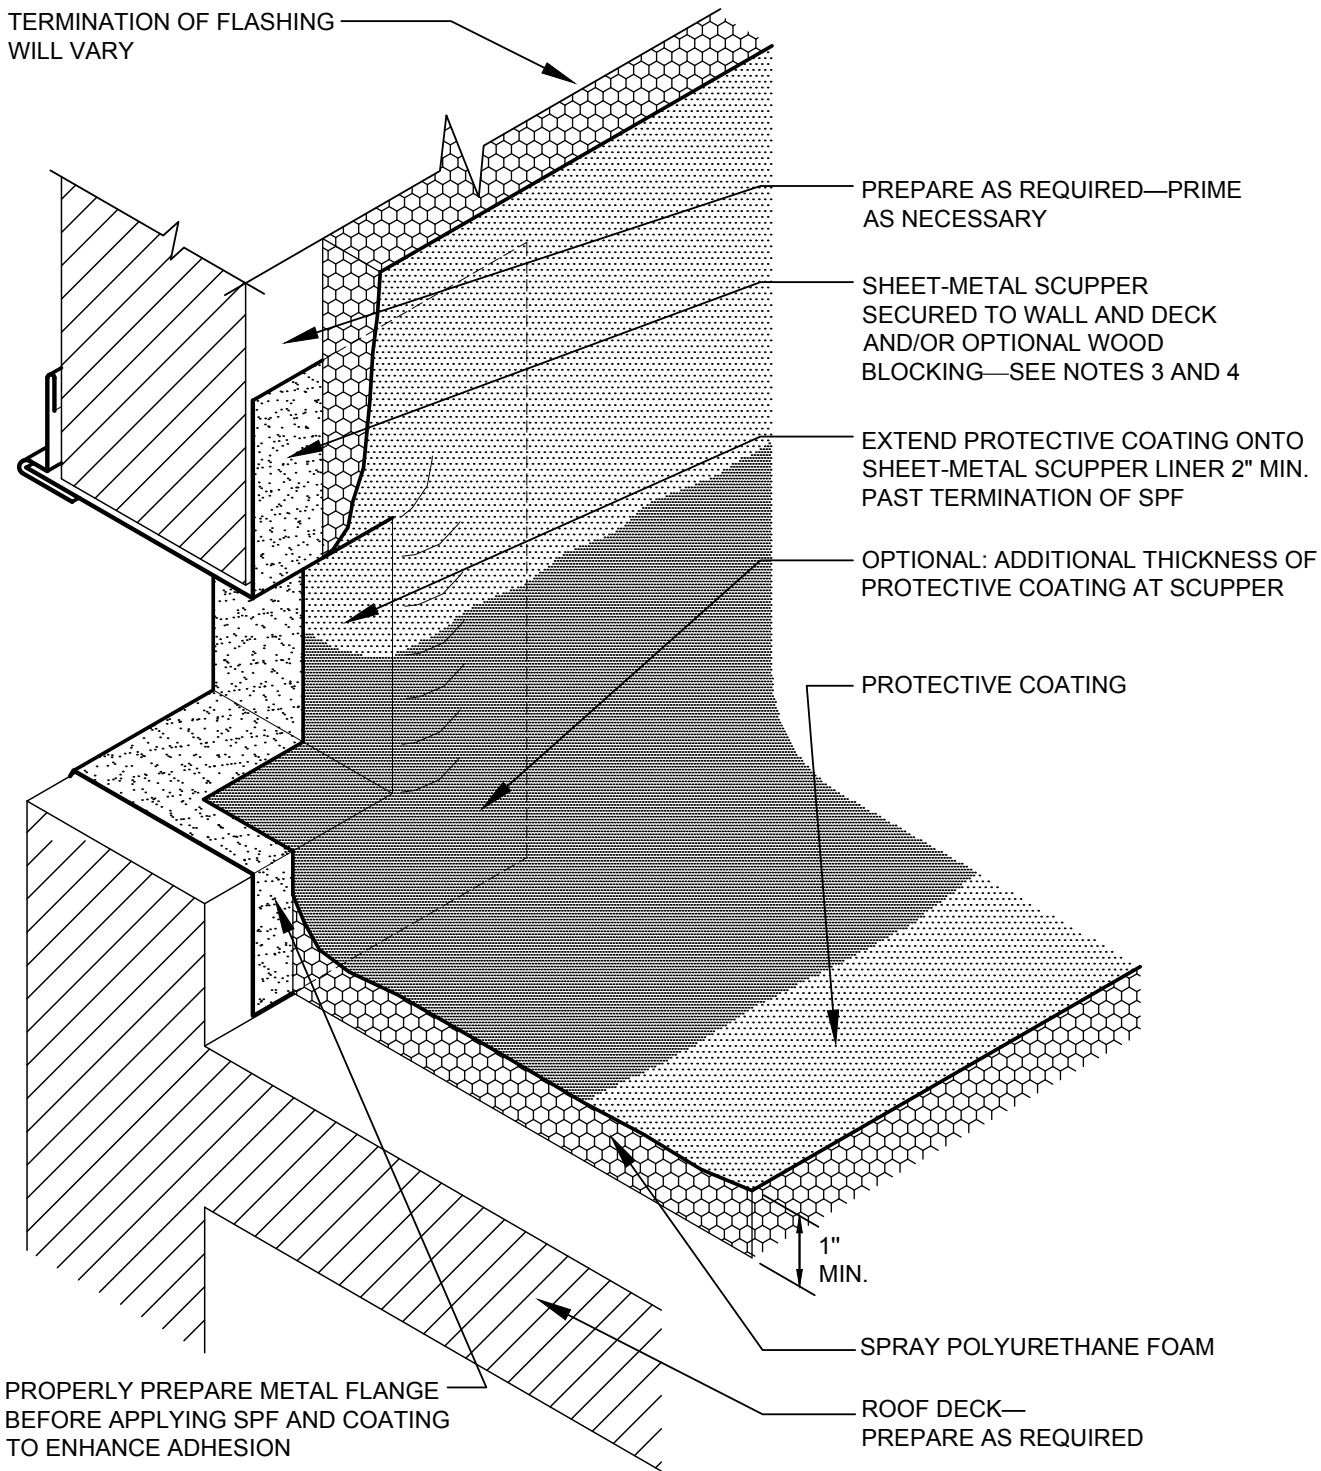 TERMINATION OF FLASHING
WILL VARY
PREPARE AS REQUIRED—PRIME
AS NECESSARY
SHEET-METAL SCUPPER
SECURED TO WALL AND DECK
AND/OR OPTIONAL WOOD
BLOCKING—SEE NOTES 3 AND 4
EXTEND PROTECTIVE COATING ONTO
SHEET-METAL SCUPPER LINER 2" MIN.
PAST TERMINATION OF SPF
OPTIONAL: ADDITIONAL THICKNESS OF
PROTECTIVE COATING AT SCUPPER
PROTECTIVE COATING
1"
MIN.
SPRAY POLYURETHANE FOAM
ROOF DECK—
PREPARE AS REQUIRED
PROPERLY PREPARE METAL FLANGE
BEFORE APPLYING SPF AND COATING
TO ENHANCE ADHESION